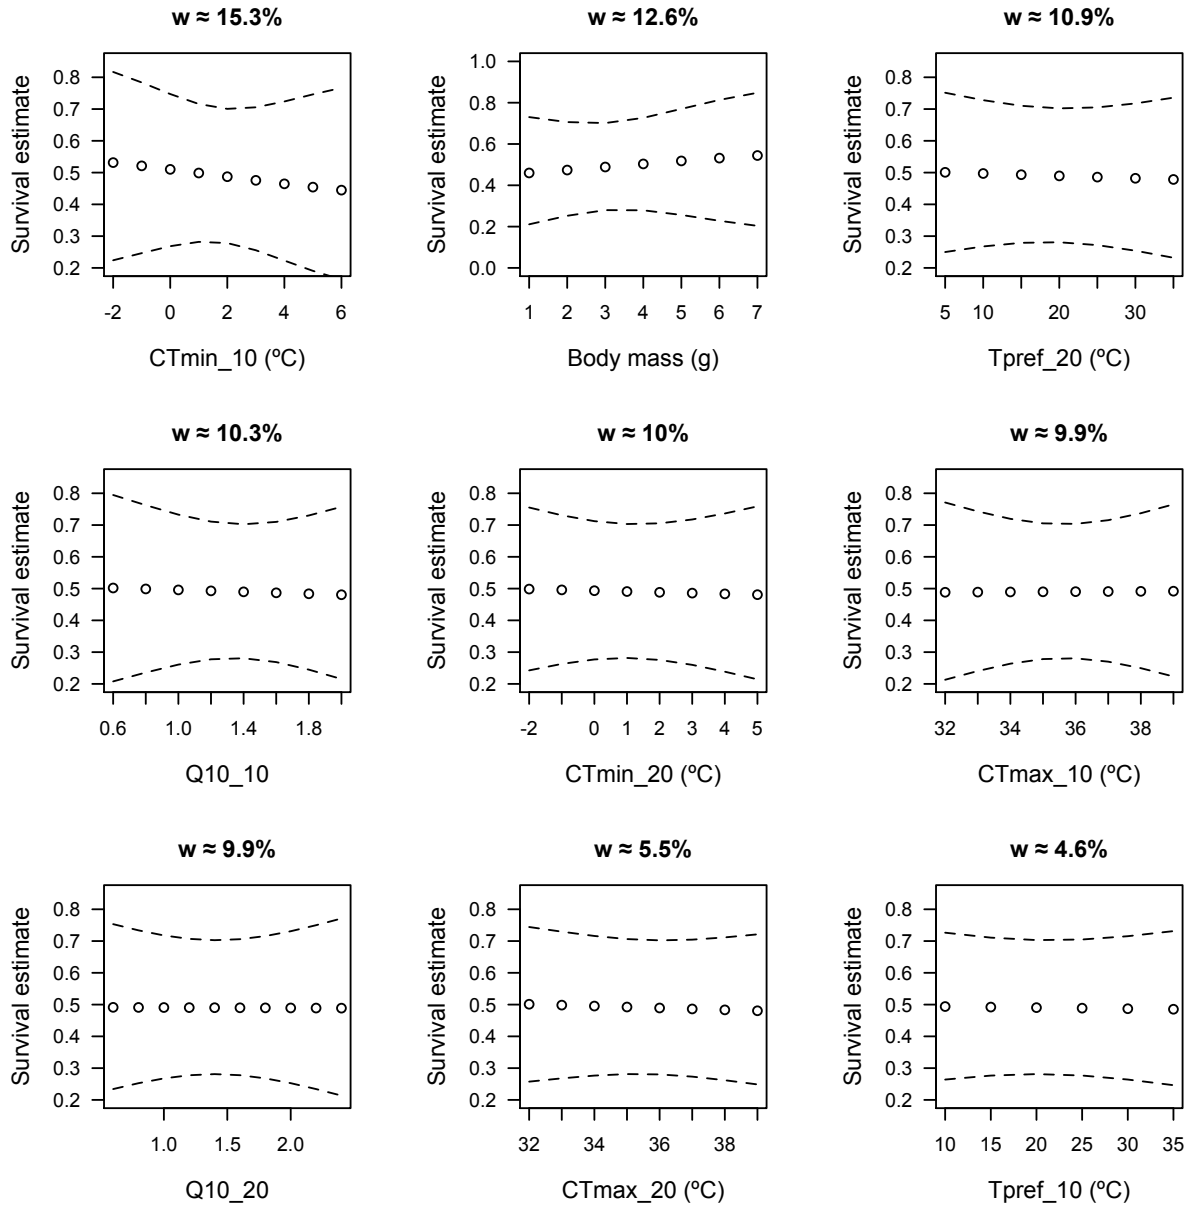 w ≈ 15.3%
w ≈ 12.6%
w ≈ 10.9%
Survival estimate
0.8
0.7
0.6
0.5
0.4
0.3
0.2
-2 0 2 4 6
CTmin_10 (ºC)
Survival estimate
1.0
0.8
0.6
0.4
0.2
0.0
1 2 3 4 5 6 7
Body mass (g)
Survival estimate
0.8
0.7
0.6
0.5
0.4
0.3
0.2
5 10 20 30
Tpref_20 (ºC)
w ≈ 10.3%
w ≈ 10%
w ≈ 9.9%
Survival estimate
0.8
0.7
0.6
0.5
0.4
0.3
0.2
0.6 1.0 1.4 1.8
Q10_10
Survival estimate
0.8
0.7
0.6
0.5
0.4
0.3
0.2
-2 0 1 2 3 4 5
CTmin_20 (ºC)
Survival estimate
0.8
0.7
0.6
0.5
0.4
0.3
0.2
32 34 36 38
CTmax_10 (ºC)
w ≈ 9.9%
w ≈ 5.5%
w ≈ 4.6%
Survival estimate
0.8
0.7
0.6
0.5
0.4
0.3
0.2
1.0 1.5 2.0
Q10_20
Survival estimate
0.8
0.7
0.6
0.5
0.4
0.3
0.2
32 34 36 38
CTmax_20 (ºC)
Survival estimate
0.8
0.7
0.6
0.5
0.4
0.3
0.2
10 15 20 25 30 35
Tpref_10 (ºC)